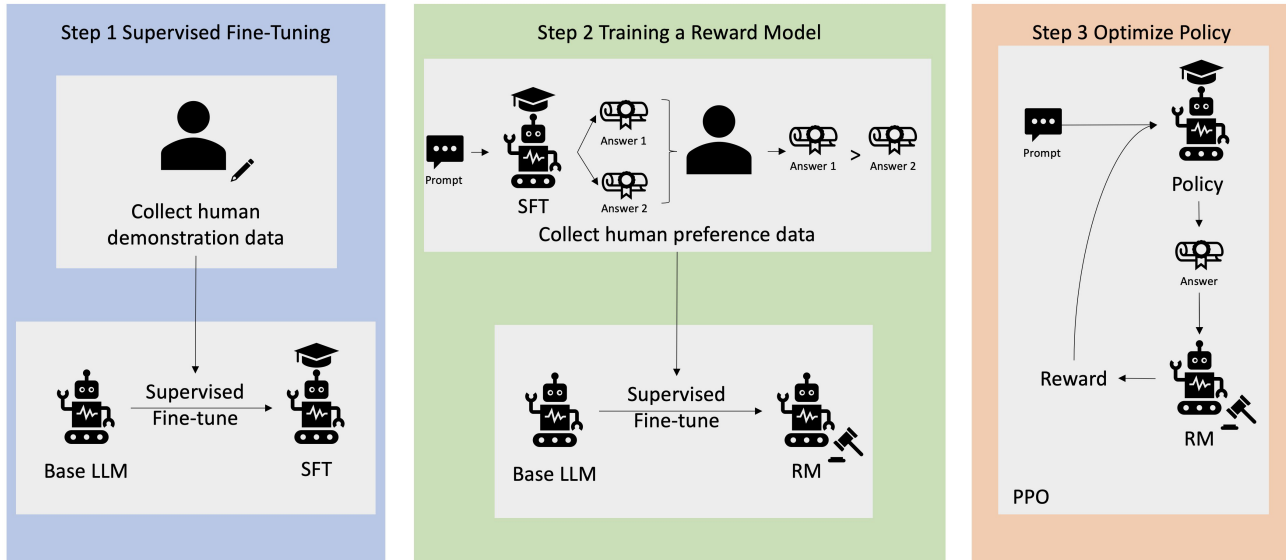 Step 1 Supervised Fine-Tuning
Collect human
demonstration data
Base LLM
Supervised
Fine-tune
SFT
Step 2 Training a Reward Model
Prompt
SFT
Answer 1
Answer 2
Answer 1
>
Answer 2
Collect human preference data
Base LLM
Supervised
Fine-tune
RM
Step 3 Optimize Policy
Prompt
Policy
Answer
Reward
RM
PPO